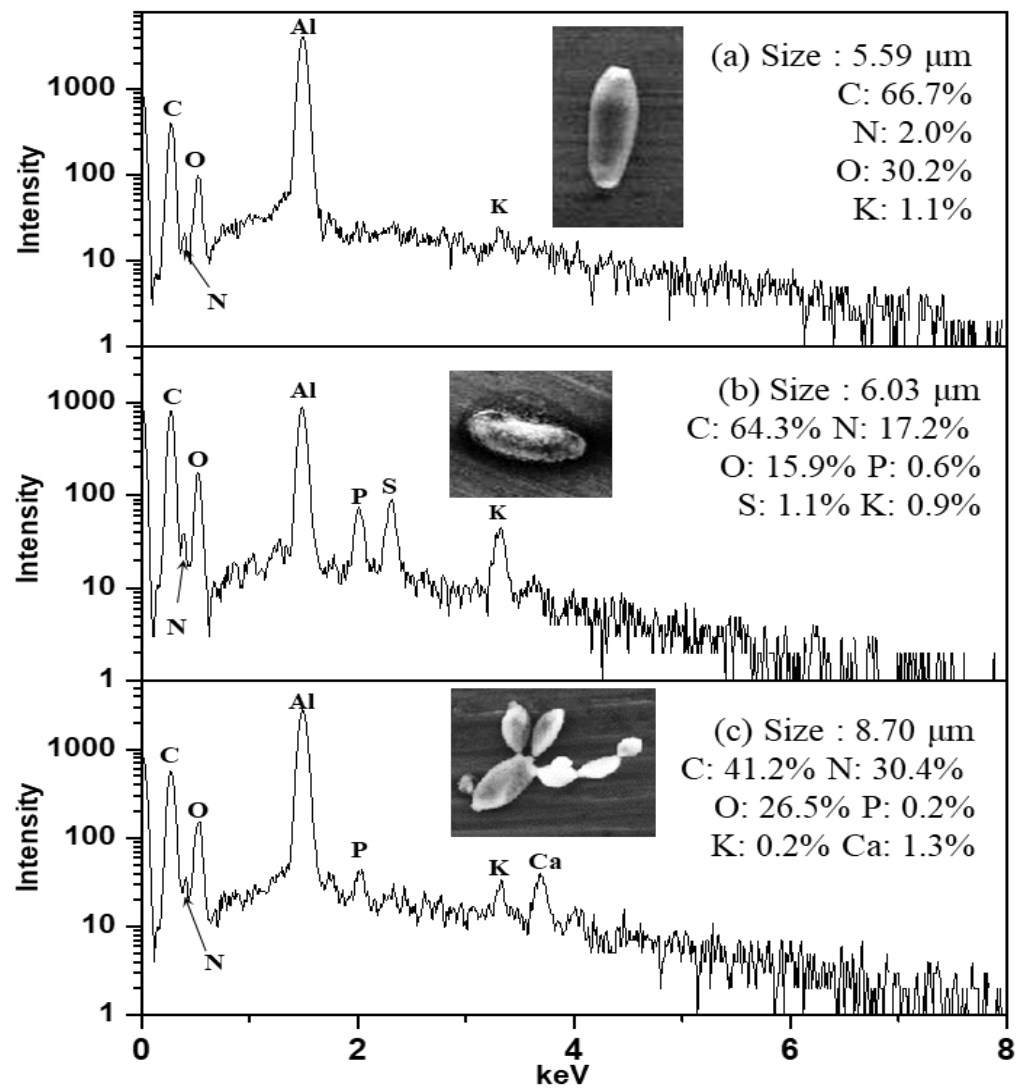 Al
1000
C
(a) Size : 5.59 μm
C: 66.7%
N: 2.0%
O: 30.2%
K: 1.1%
O
100
Intensity
K
10
N
1
Al
1000
C
(b) Size : 6.03 μm
C: 64.3% N: 17.2%
O: 15.9% P: 0.6%
S: 1.1% K: 0.9%
O
100
P
S
K
Intensity
10
N
1
Al
1000
C
(c) Size : 8.70 μm
C: 41.2% N: 30.4%
O: 26.5% P: 0.2%
K: 0.2% Ca: 1.3%
O
100
P
K
Ca
Intensity
10
N
1
0 2 4 6 8
keV